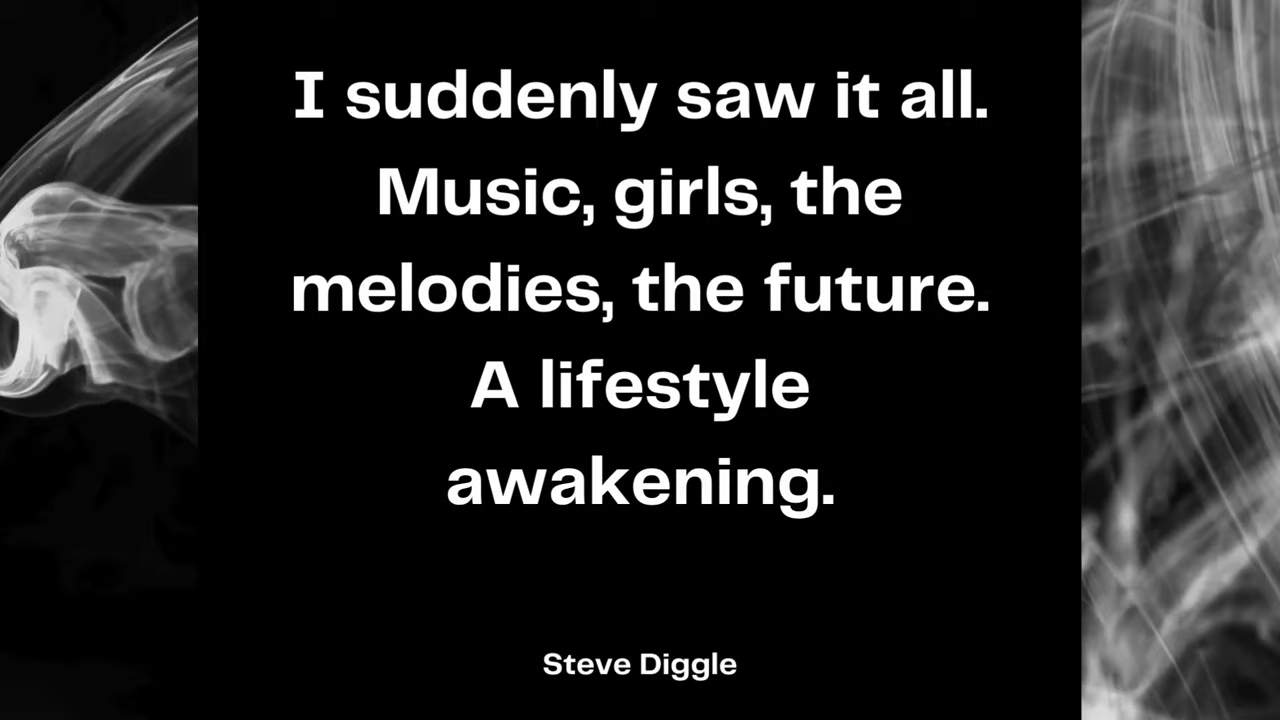 I suddenly saw it all.
Music, girls, the
melodies, the future.
A lifestyle
awakening.
Steve Diggle